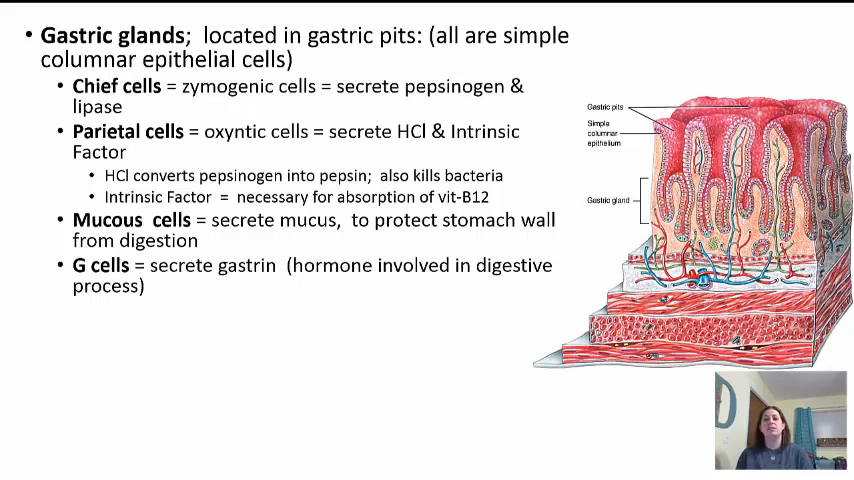 • Gastric glands;  located in gastric pits: (all are simple
columnar epithelial cells)
• Chief cells = zymogenic cells = secrete pepsinogen &
lipase
• Parietal cells = oxyntic cells = secrete HCl & Intrinsic
Factor
• HCl converts pepsinogen into pepsin;  also kills bacteria
• Intrinsic Factor  =  necessary for absorption of vit-B12
• Mucous  cells = secrete mucus,  to protect stomach wall
from digestion
• G cells = secrete gastrin  (hormone involved in digestive
process)
Gastric pits
Simple
columnar
epithelium
Gastric gland